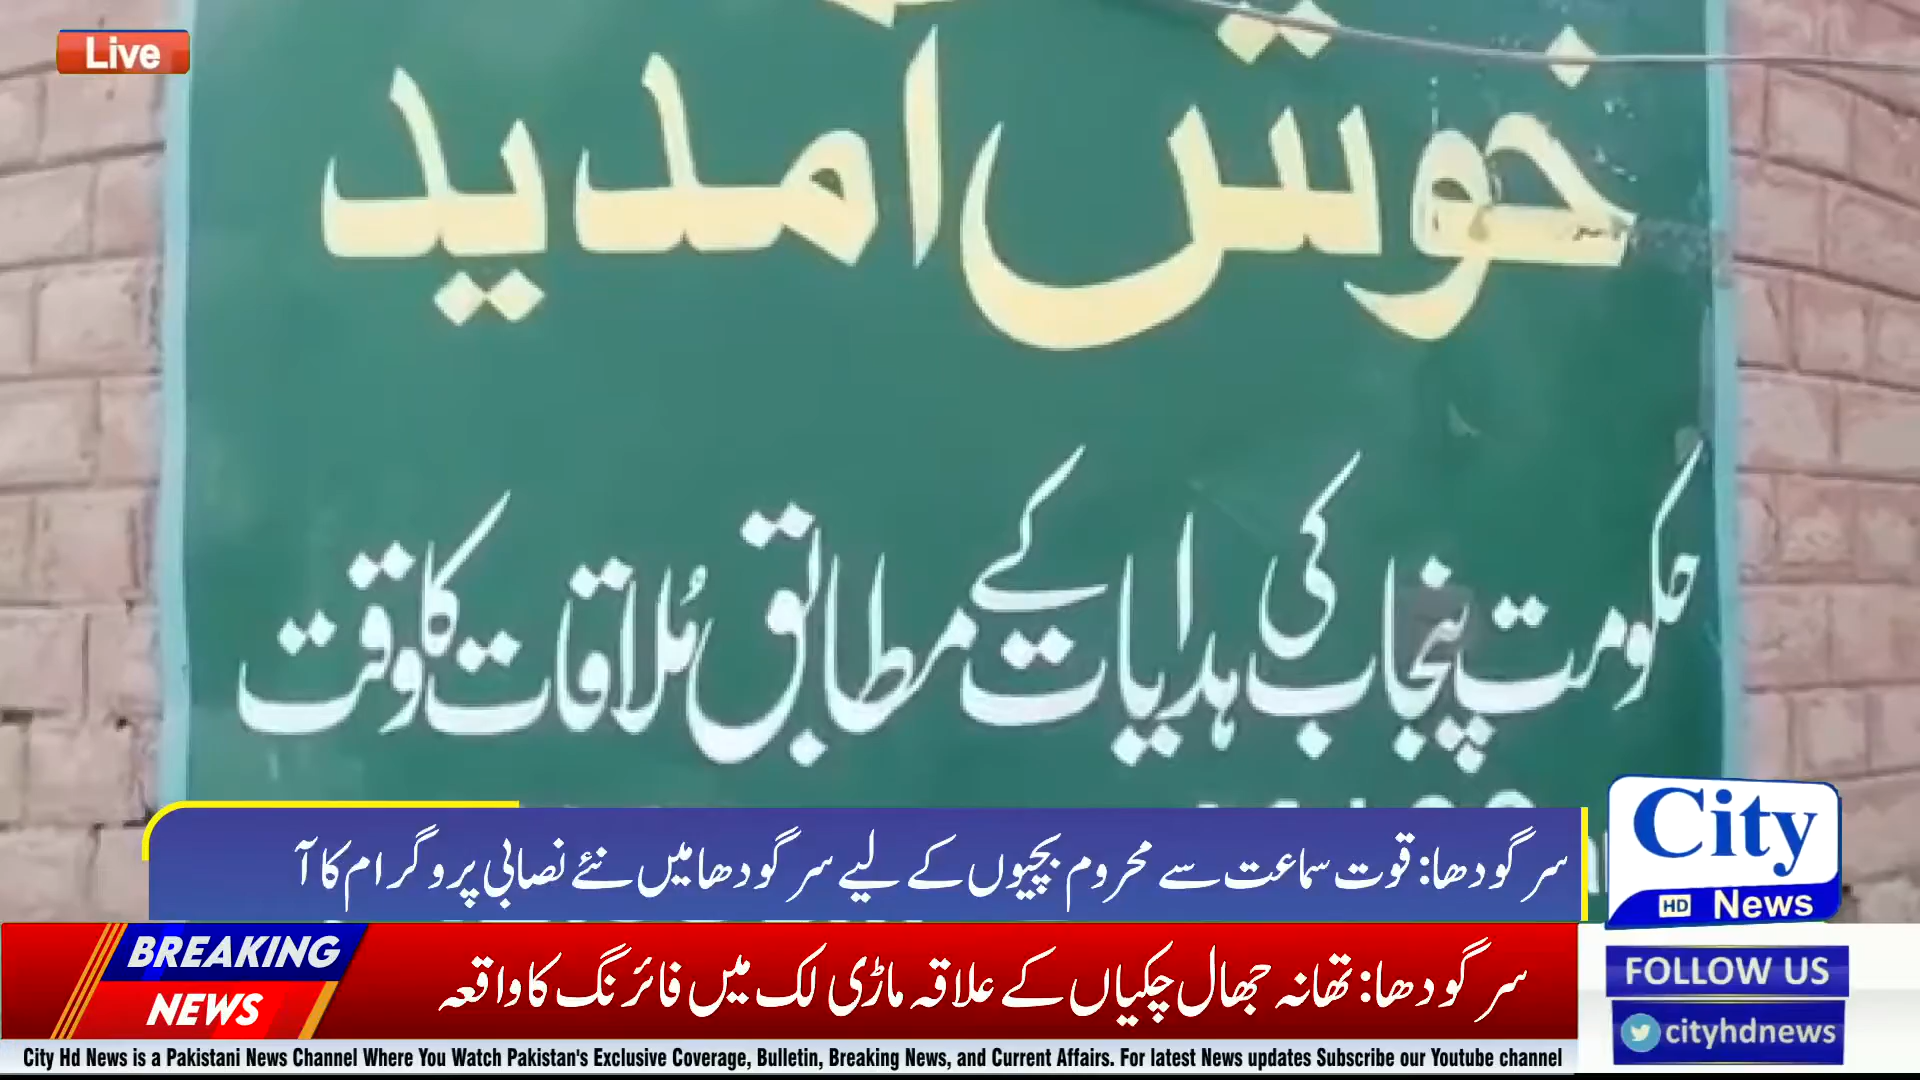 Live
خوش آمدید
حکومت پنجاب کی ہدایات کے مطابق مُلاقات کا وقت
سرگودھا: قوت سماعت سے محروم بچیوں کے لیے سرگودھا میں نئے نصابی پروگرام کا آ
City
HD News
BREAKING
NEWS
سرگودھا: تھانہ جھال چکیاں کے علاقہ ماڑی لک میں فائرنگ کا واقعہ
FOLLOW US
cityhdnews
City Hd News is a Pakistani News Channel Where You Watch Pakistan's Exclusive Coverage, Bulletin, Breaking News, and Current Affairs. For latest News updates Subscribe our Youtube channel